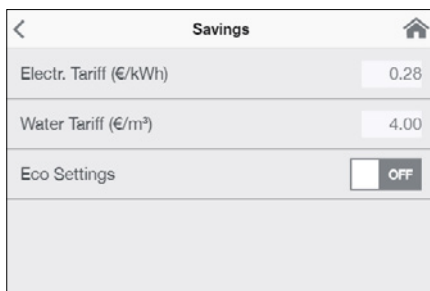 Savings
Electr. Tariff (€/kWh) 0.28
Water Tariff (€/m³) 4.00
Eco Settings OFF